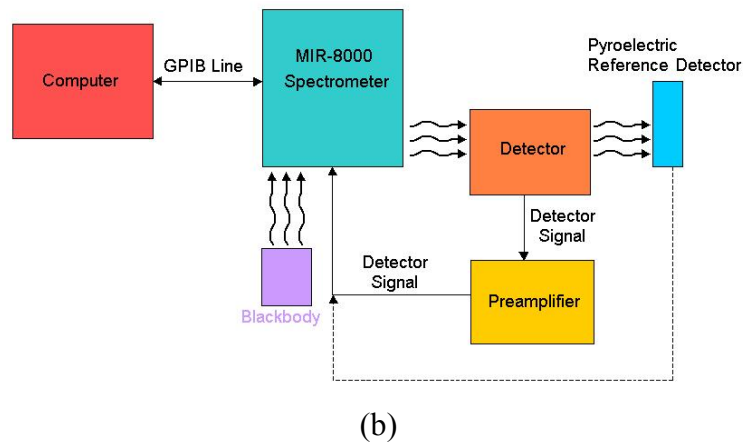 Computer
GPIB Line
MIR-8000
Spectrometer
Pyroelectric
Reference Detector
Detector
Detector
Signal
Detector
Signal
Preamplifier
Blackbody
(b)